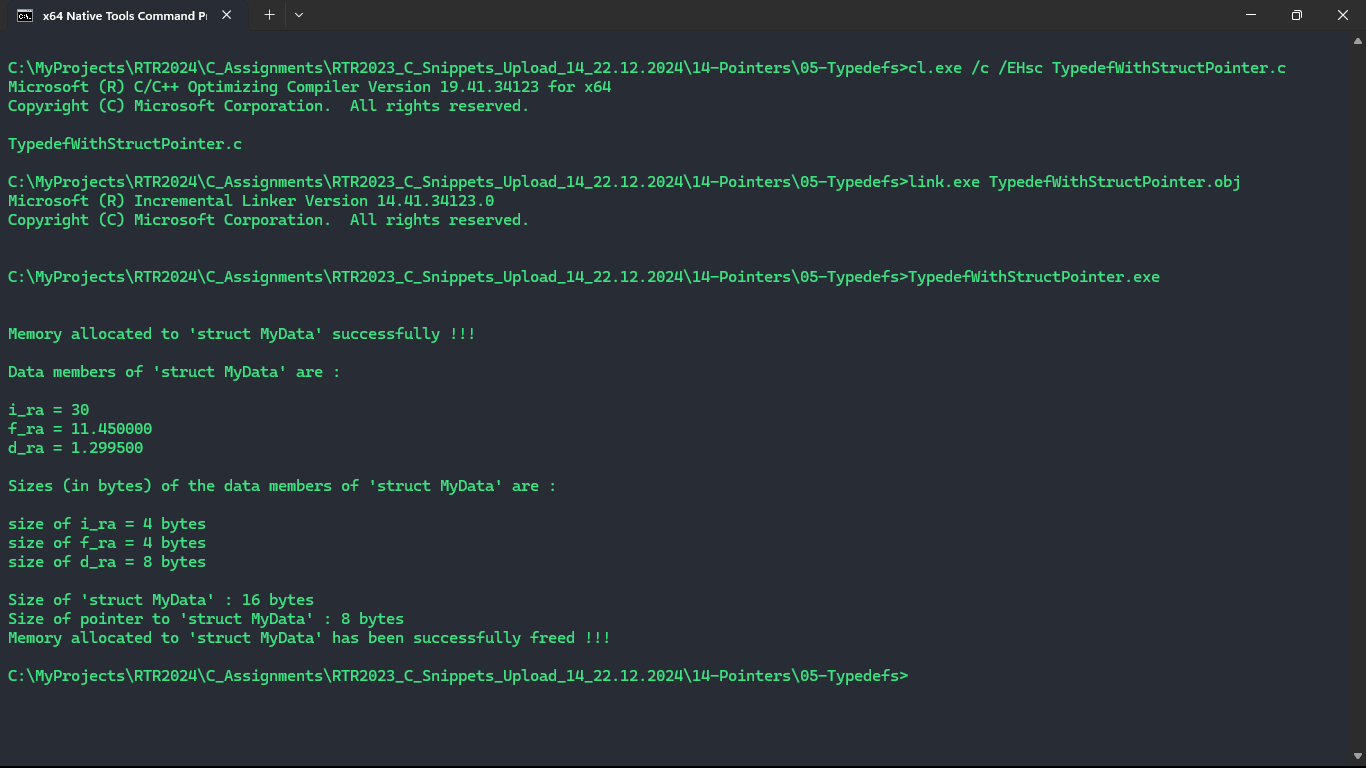 x64 Native Tools Command P
C:\MyProjects\RTR2024\C_Assignments\RTR2023_C_Snippets_Upload_14_22.12.2024\14-Pointers\05-Typedefs>cl.exe /c /EHsc TypedefWithStructPointer.c
Microsoft (R) C/C++ Optimizing Compiler Version 19.41.34123 for x64
Copyright (C) Microsoft Corporation.  All rights reserved.
TypedefWithStructPointer.c
C:\MyProjects\RTR2024\C_Assignments\RTR2023_C_Snippets_Upload_14_22.12.2024\14-Pointers\05-Typedefs>link.exe TypedefWithStructPointer.obj
Microsoft (R) Incremental Linker Version 14.41.34123.0
Copyright (C) Microsoft Corporation.  All rights reserved.
C:\MyProjects\RTR2024\C_Assignments\RTR2023_C_Snippets_Upload_14_22.12.2024\14-Pointers\05-Typedefs>TypedefWithStructPointer.exe
Memory allocated to 'struct MyData' successfully !!!
Data members of 'struct MyData' are :
i_ra = 30
f_ra = 11.450000
d_ra = 1.299500
Sizes (in bytes) of the data members of 'struct MyData' are :
size of i_ra = 4 bytes
size of f_ra = 4 bytes
size of d_ra = 8 bytes
Size of 'struct MyData' : 16 bytes
Size of pointer to 'struct MyData' : 8 bytes
Memory allocated to 'struct MyData' has been successfully freed !!!
C:\MyProjects\RTR2024\C_Assignments\RTR2023_C_Snippets_Upload_14_22.12.2024\14-Pointers\05-Typedefs>